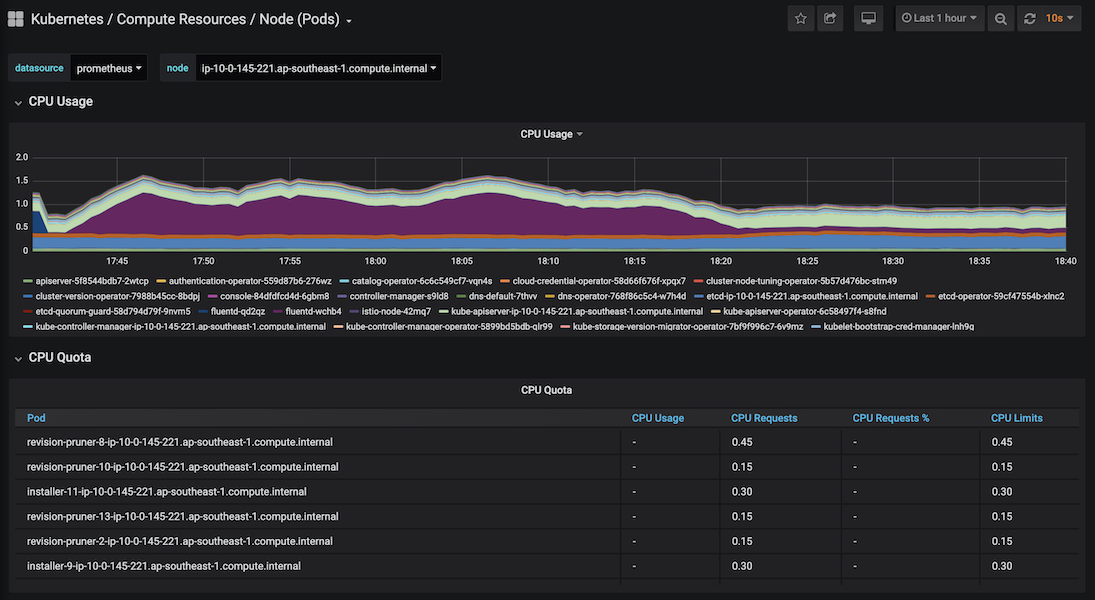 Kubernetes / Compute Resources / Node (Pods)
Last 1 hour
10s
datasource prometheus node ip-10-0-145-221.ap-southeast-1.compute.internal
CPU Usage
CPU Usage
2.0
1.5
1.0
0.5
0
17:45 17:50 17:55 18:00 18:05 18:10 18:15 18:20 18:25 18:30 18:35 18:40
apiserver-5f8544bdb7-2wtcp authentication-operator-559d87b6-276wz catalog-operator-6c6c549cf7-vqn4s cloud-credential-operator-58d66f676f-xpqx7 cluster-node-tuning-operator-5b57d476bc-stm49
cluster-version-operator-7988b45cc-8bdpj console-84dfdfcd4d-6gbm8 controller-manager-s9ld8 dns-default-7thvv dns-operator-768f86c5c4-w7h4d etcd-ip-10-0-145-221.ap-southeast-1.compute.internal etcd-operator-59cf47554b-xlnc2
etcd-quorum-guard-58d794d79f-9nvm5 fluentd-qd2qz fluentd-wchb4 istio-node-42mq7 kube-apiserver-ip-10-0-145-221.ap-southeast-1.compute.internal kube-apiserver-operator-6c58497f4-s8fnd
kube-controller-manager-ip-10-0-145-221.ap-southeast-1.compute.internal kube-controller-manager-operator-5899bd5bdb-qlr99 kube-storage-version-migrator-operator-7bf9f996c7-6v9mz kubelet-bootstrap-cred-manager-lnh9q
CPU Quota
CPU Quota
Pod CPU Usage CPU Requests CPU Requests % CPU Limits
revision-pruner-8-ip-10-0-145-221.ap-southeast-1.compute.internal - 0.45 - 0.45
revision-pruner-10-ip-10-0-145-221.ap-southeast-1.compute.internal - 0.15 - 0.15
installer-11-ip-10-0-145-221.ap-southeast-1.compute.internal - 0.30 - 0.30
revision-pruner-13-ip-10-0-145-221.ap-southeast-1.compute.internal - 0.15 - 0.15
revision-pruner-2-ip-10-0-145-221.ap-southeast-1.compute.internal - 0.15 - 0.15
installer-9-ip-10-0-145-221.ap-southeast-1.compute.internal - 0.30 - 0.30